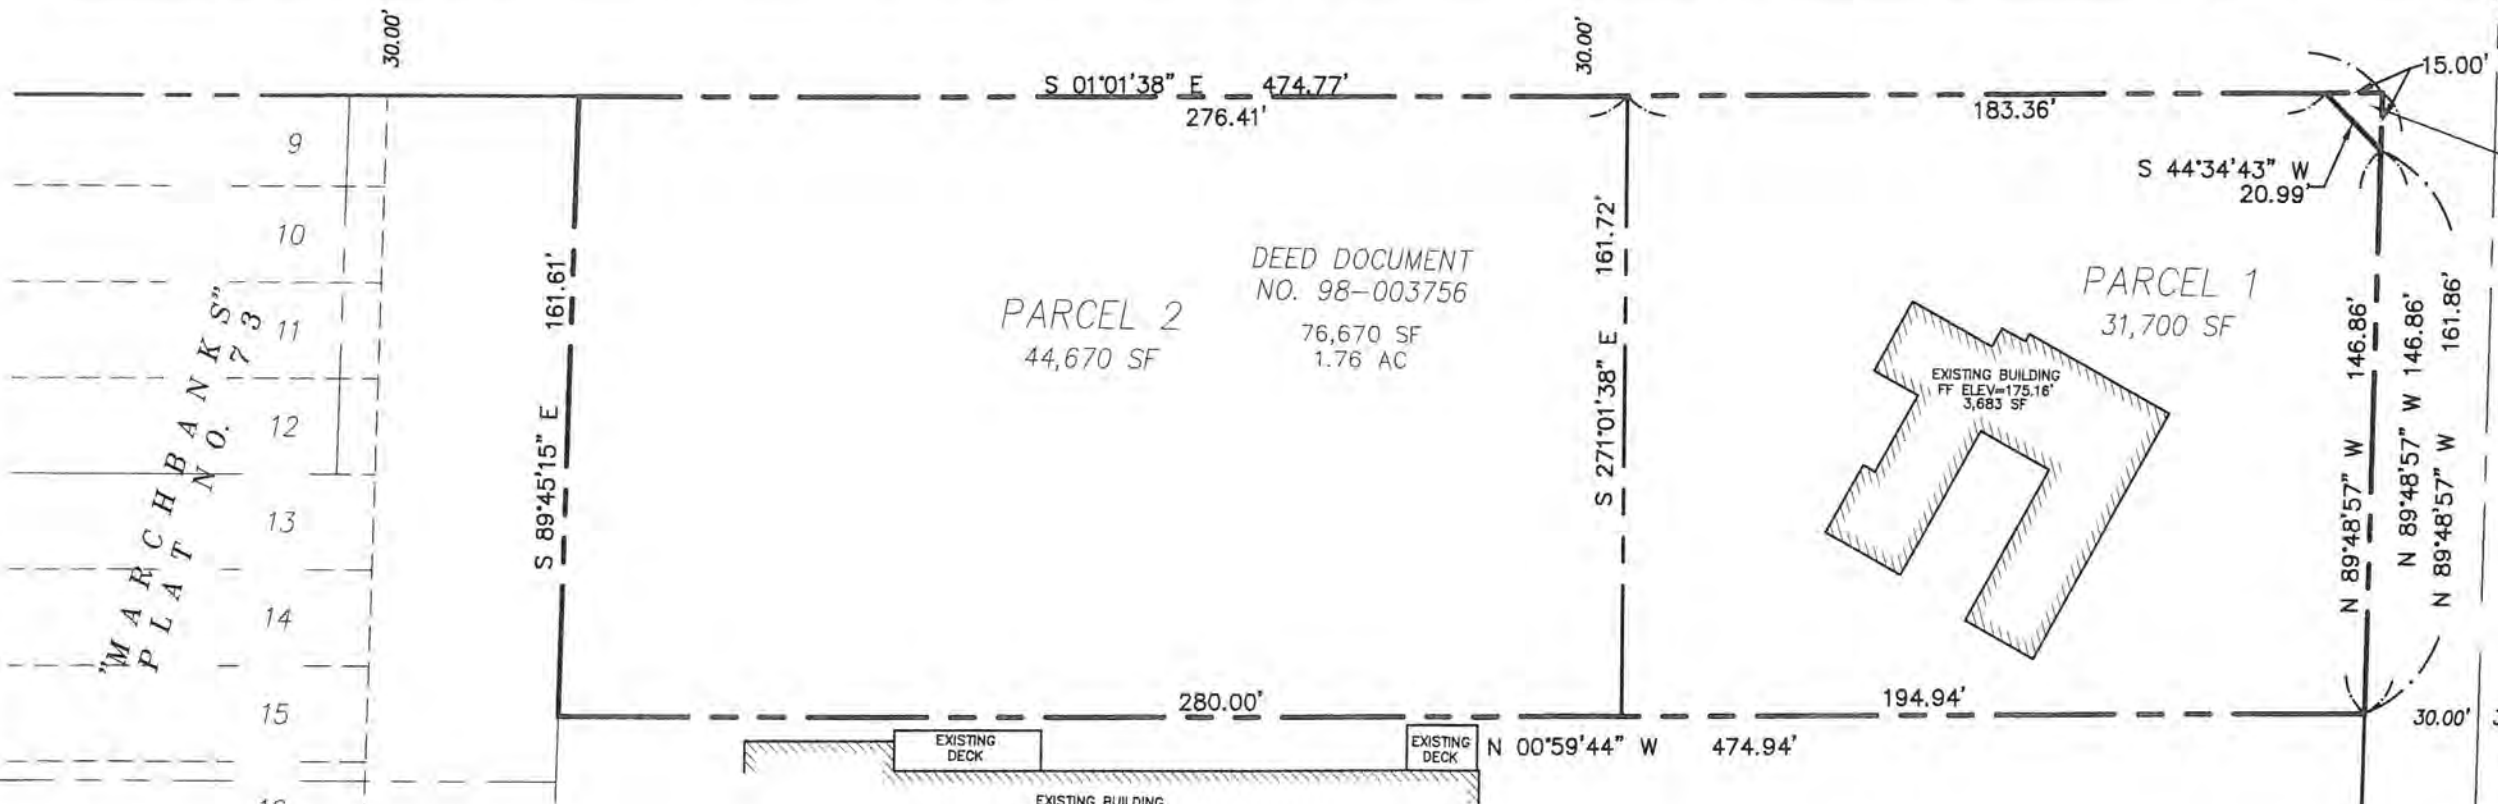 30.00'
30.00'
15.00'
S 01°01'38" E 474.77'
276.41'
183.36'
S 44°34'43" W
20.99'
9
10
11
12
13
14
15
"MARCHBANKS"
PLAT NO. 73
S 89°45'15" E 161.61'
PARCEL 2
44,670 SF
DEED DOCUMENT
NO. 98-003756
76,670 SF
1.76 AC
S 271°01'38" E 161.72'
PARCEL 1
31,700 SF
EXISTING BUILDING
FF ELEV=175.16'
3,683 SF
N 89°48'57" W 146.86'
N 89°48'57" W 146.86'
N 89°48'57" W 161.86'
280.00'
194.94'
30.00'
EXISTING
DECK
EXISTING
DECK
N 00°59'44" W 474.94'
EXISTING BUILDING